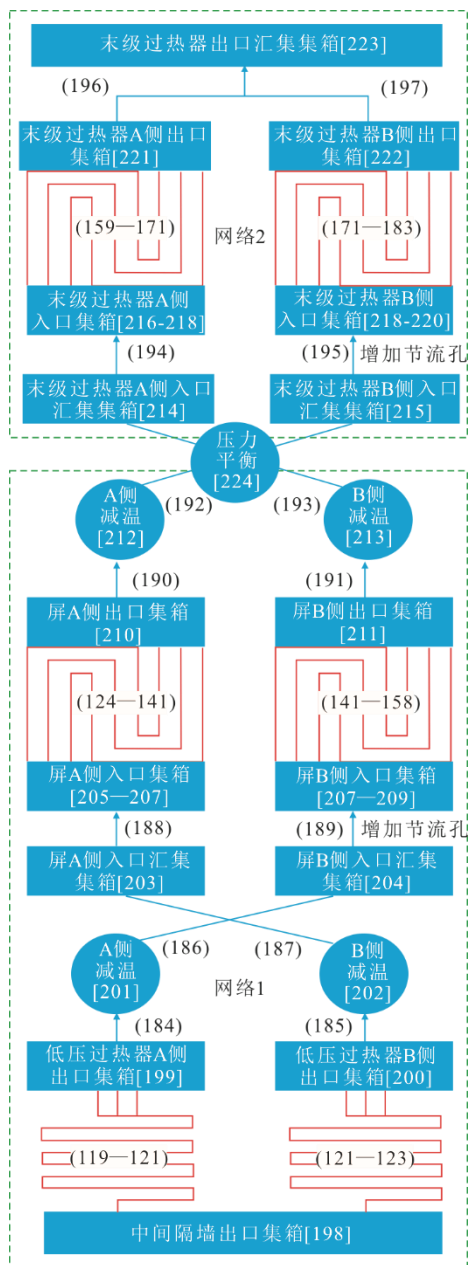 末级过热器出口汇集集箱[223]
(196)
(197)
末级过热器A侧出口
集箱[221]
末级过热器B侧出口
集箱[222]
(159—171)
网络2
(171—183)
末级过热器A侧
入口集箱[216-218]
末级过热器B侧
入口集箱[218-220]
(194)
(195)
增加节流孔
末级过热器A侧入口
汇集集箱[214]
末级过热器B侧入口
汇集集箱[215]
压力
平衡
[224]
A侧
减温
[212]
(192)
(193)
B侧
减温
[213]
(190)
(191)
屏A侧出口集箱
[210]
屏B侧出口集箱
[211]
(124—141)
(141—158)
屏A侧入口集箱
[205—207]
屏B侧入口集箱
[207—209]
(188)
(189)
增加节流孔
屏A侧入口汇集
集箱[203]
屏B侧入口汇集
集箱[204]
A侧
减温
[201]
(186)
(187)
B侧
减温
[202]
网络1
(184)
(185)
低压过热器A侧
出口集箱[199]
低压过热器B侧
出口集箱[200]
(119—121)
(121—123)
中间隔墙出口集箱[198]